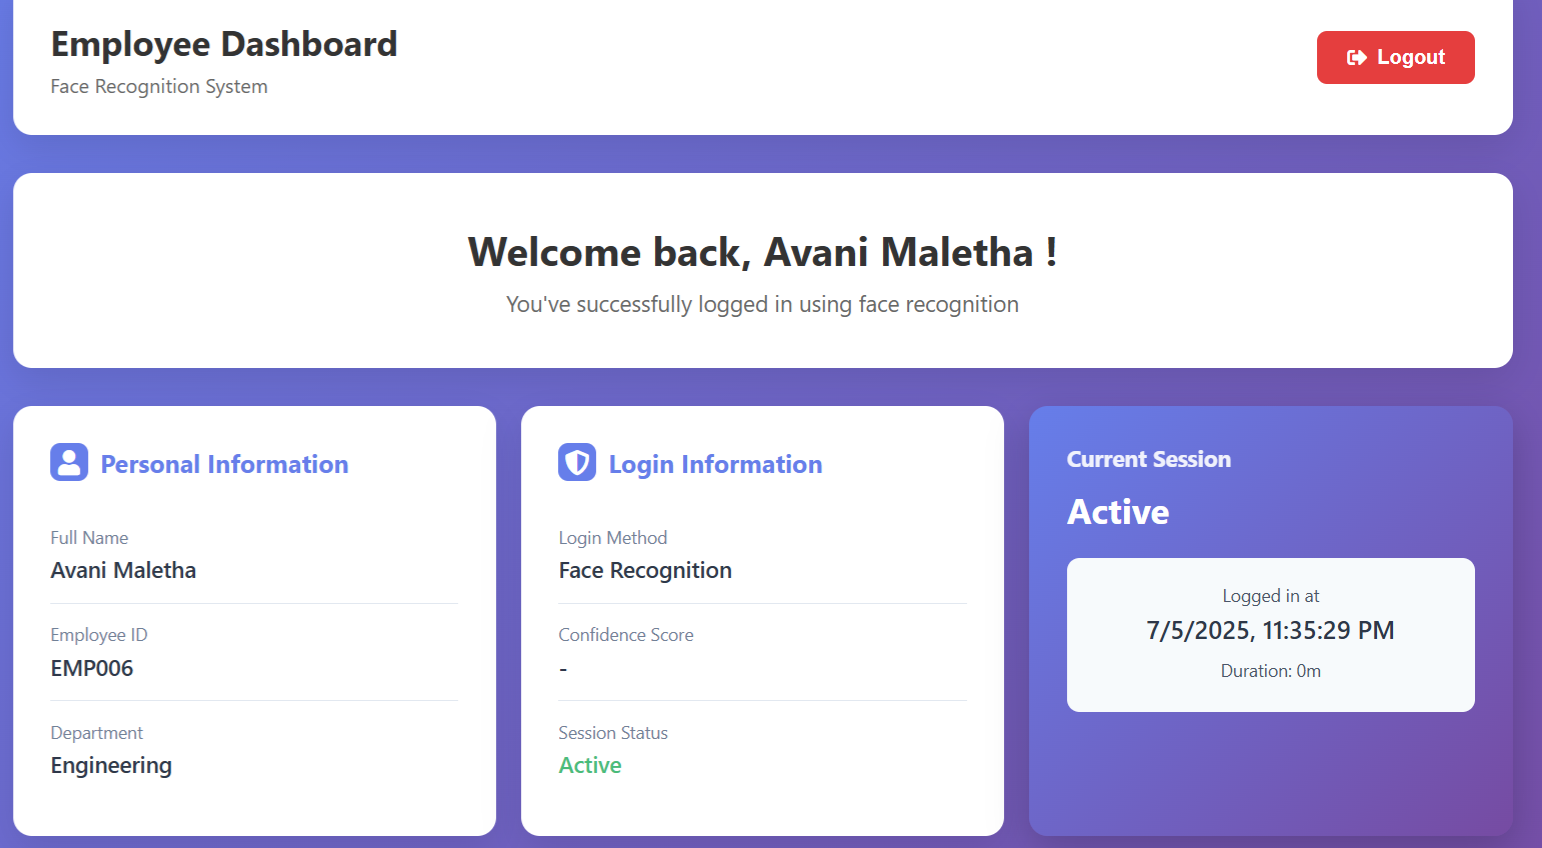 Employee Dashboard
Face Recognition System
Logout
Welcome back, Avani Maletha !
You've successfully logged in using face recognition
Personal Information
Full Name
Avani Maletha
Employee ID
EMP006
Department
Engineering
Login Information
Login Method
Face Recognition
Confidence Score
-
Session Status
Active
Current Session
Active
Logged in at
7/5/2025, 11:35:29 PM
Duration: 0m